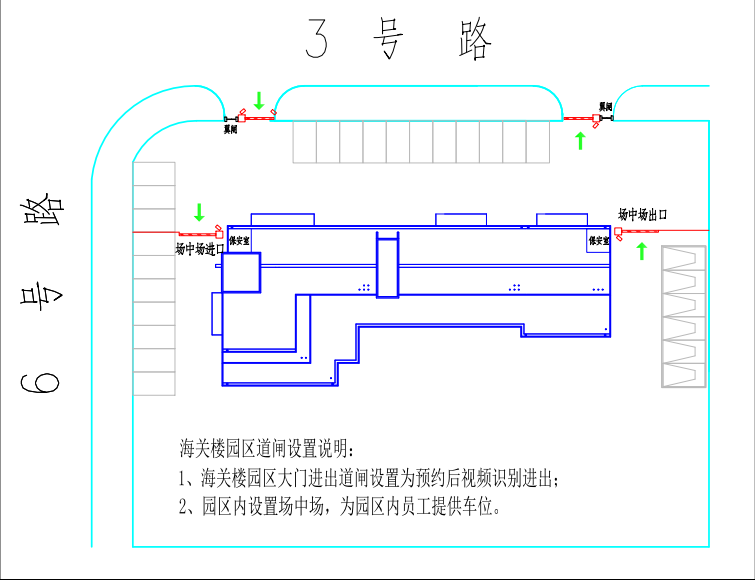 3 号 路
翼闸
翼闸
6 号 路
场中场出口
保安室
保安室
场中场进口
海关楼园区道闸设置说明:
1、海关楼园区大门进出道闸设置为预约后视频识别进出;
2、园区内设置场中场，为园区内员工提供车位。